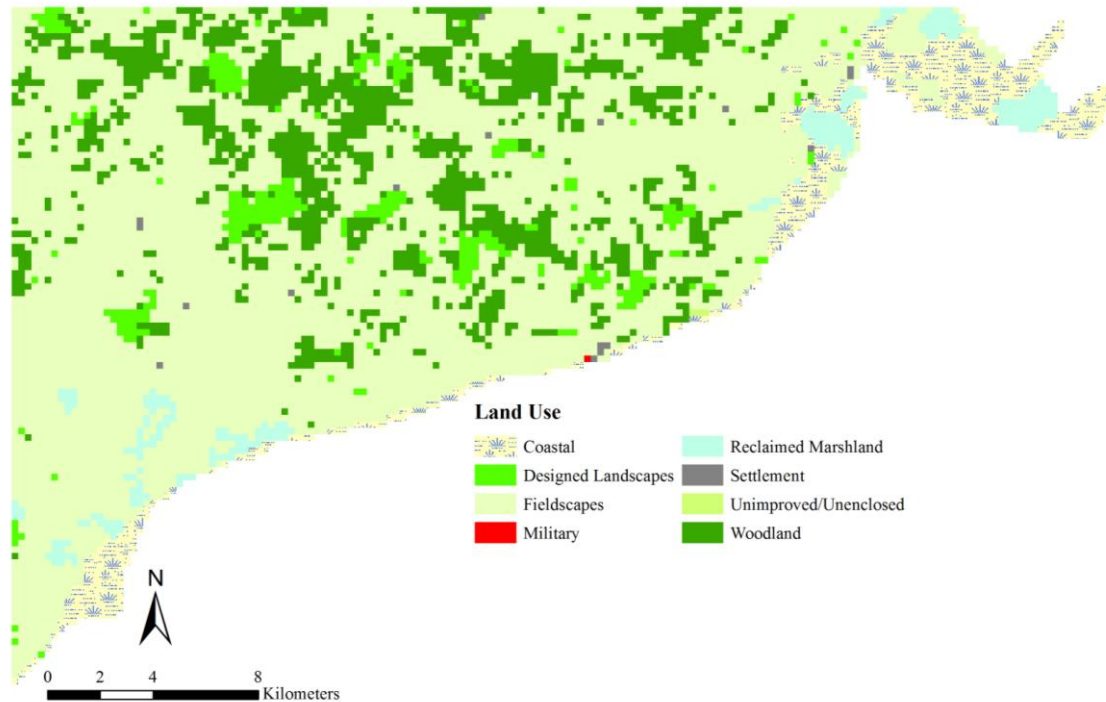 Land Use
Coastal
Designed Landscapes
Fieldscapes
Military
Reclaimed Marshland
Settlement
Unimproved/Unenclosed
Woodland
N
0 2 4 8
Kilometers